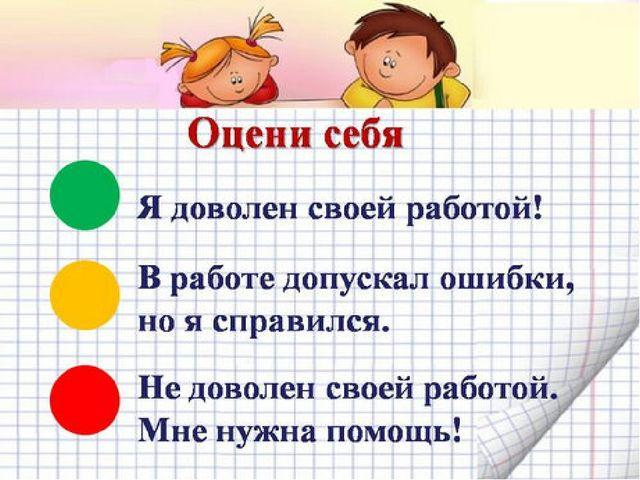 Оцени себя
Я доволен своей работой!
В работе допускал ошибки,
но я справился.
Не доволен своей работой.
Мне нужна помощь!